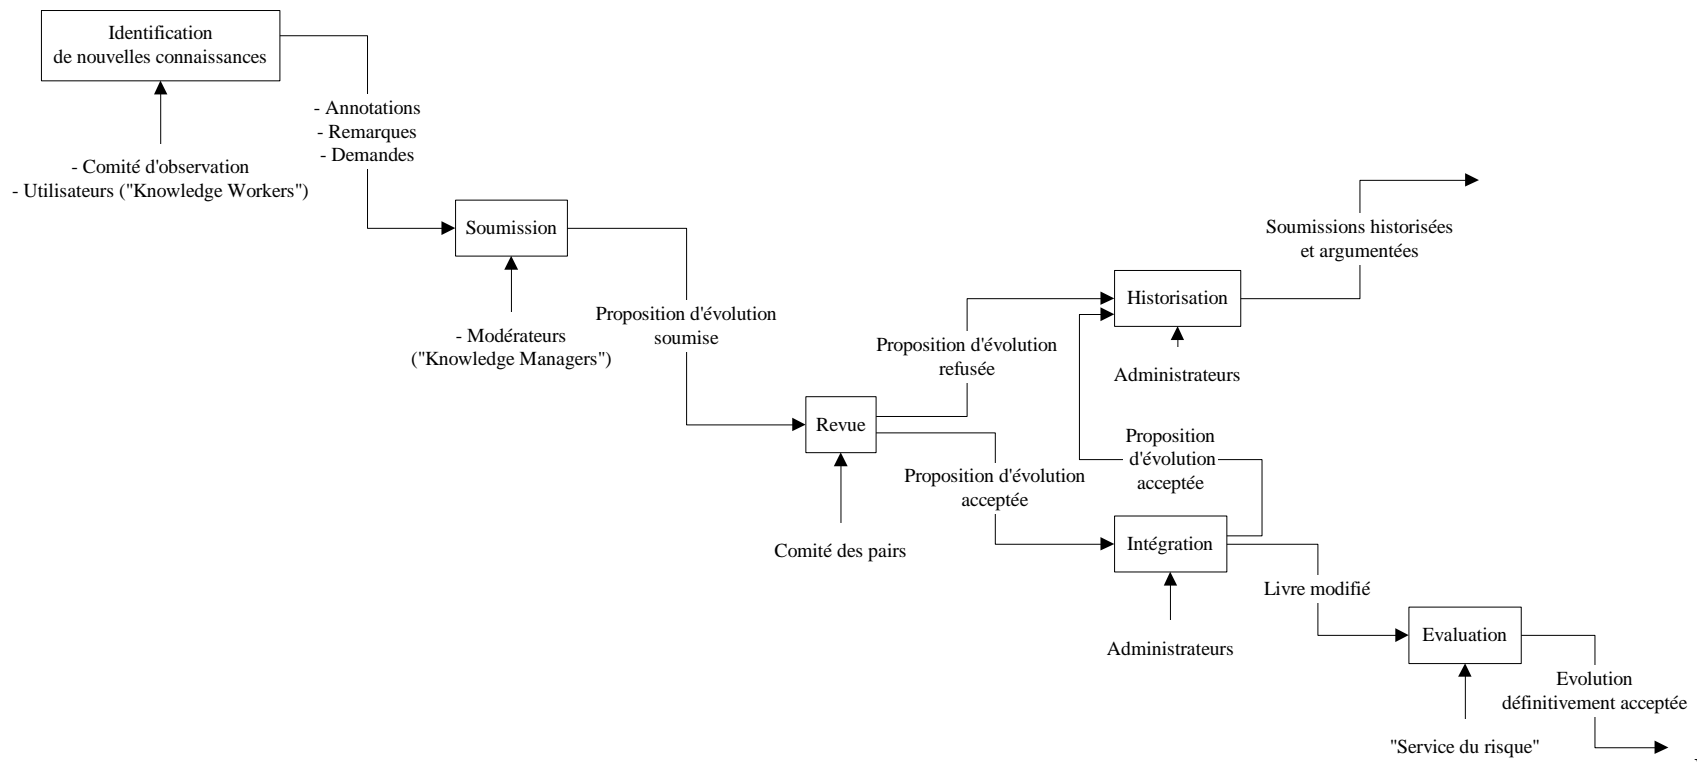 Identification
de nouvelles connaissances
- Annotations
- Remarques
- Demandes
- Comité d'observation
- Utilisateurs ("Knowledge Workers")
Soumission
- Modérateurs
("Knowledge Managers")
Proposition d'évolution
soumise
Revue
Comité des pairs
Proposition d'évolution
refusée
Proposition d'évolution
acceptée
Historisation
Administrateurs
Soumissions historisées
et argumentées
Proposition
d'évolution
acceptée
Intégration
Administrateurs
Livre modifié
Evaluation
"Service du risque"
Evolution
définitivement acceptée